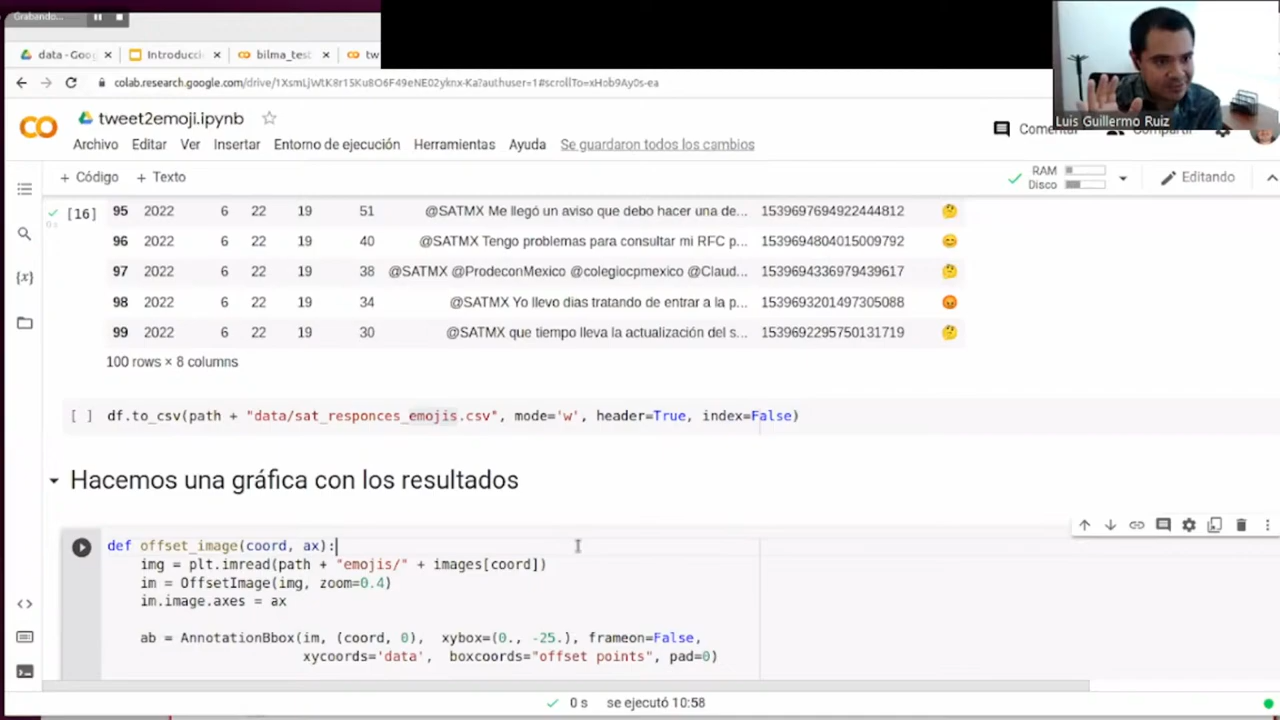 Grabando...
data - Goo
Introducci
bilma_test
tw
colab.research.google.com/drive/1XsmLjWtK8r15Ku8O6F49eNE02yknx-Ka?authuser=1#scrollTo=xHob9Ay0s-ea
Luis Guillermo Ruiz
tweet2emoji.ipynb
Archivo Editar Ver Insertar Entorno de ejecución Herramientas Ayuda Se guardaron todos los cambios
+ Código + Texto
RAM
Disco
Editando
[16]
95 2022 6 22 19 51 @SATMX Me llegó un aviso que debo hacer una de... 1539697694922444812 🤔
96 2022 6 22 19 40 @SATMX Tengo problemas para consultar mi RFC p... 1539694804015009792 😊
97 2022 6 22 19 38 @SATMX @ProdeconMexico @colegiocpmexico @Claud... 1539694336979439617 🤔
98 2022 6 22 19 34 @SATMX Yo llevo dias tratando de entrar a la p... 1539693201497305088 😡
99 2022 6 22 19 30 @SATMX que tiempo lleva la actualización del s... 1539692295750131719 🤔
100 rows × 8 columns
[ ] df.to_csv(path + "data/sat_responces_emojis.csv", mode='w', header=True, index=False)
Hacemos una gráfica con los resultados
def offset_image(coord, ax):
img = plt.imread(path + "emojis/" + images[coord])
im = OffsetImage(img, zoom=0.4)
im.image.axes = ax
ab = AnnotationBbox(im, (coord, 0), xybox=(0., -25.), frameon=False,
xycoords='data', boxcoords="offset points", pad=0)
0 s se ejecutó 10:58